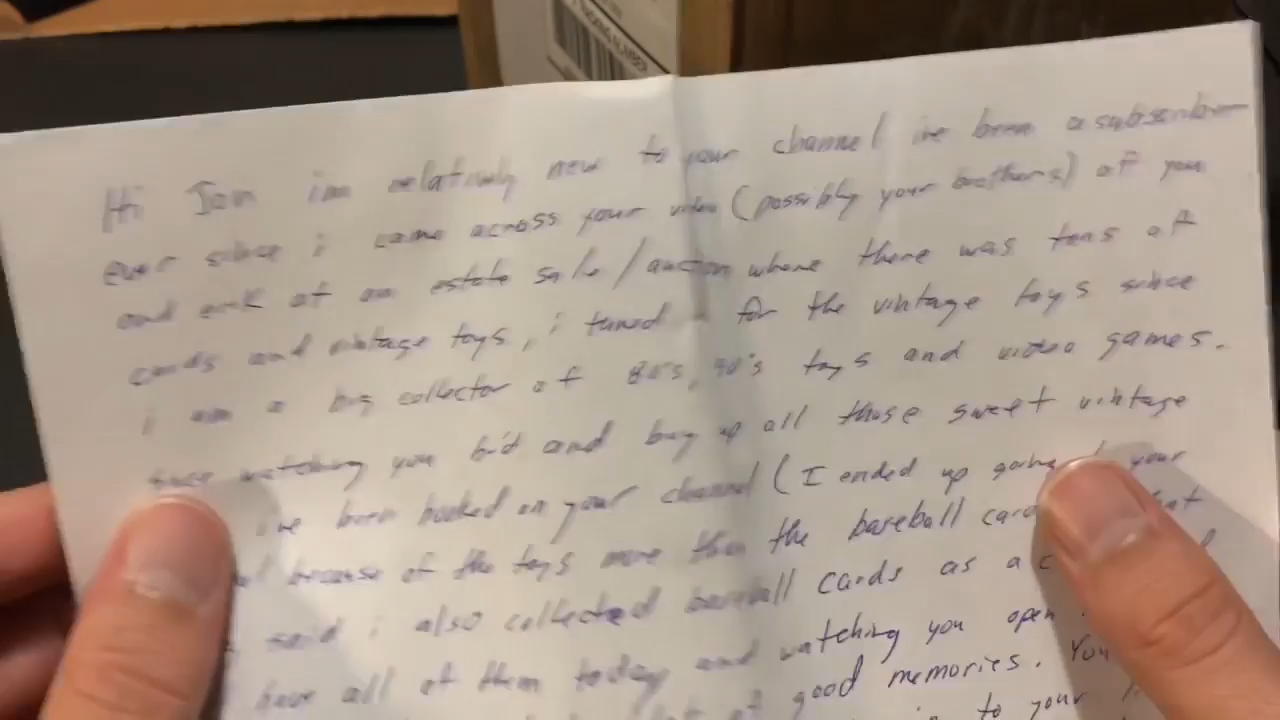 TRACKING NUMBER
Hi Jon im relatively new to your channel ive been a subscriber
ever since i came across your video (possibly your brothers) of you
and at an estate sale/auction where there was tons of
cards and vintage toys, i tuned for the vintage toys since
i am a big collector of 80's, 90's toys and video games.
watching you bid and buy up all those sweet vintage
ive been hooked on your channel (I ended up going your
because of the toys more than the baseball
said i also collected baseball cards as a
have all of them today and watching you open
of good memories. You
to your